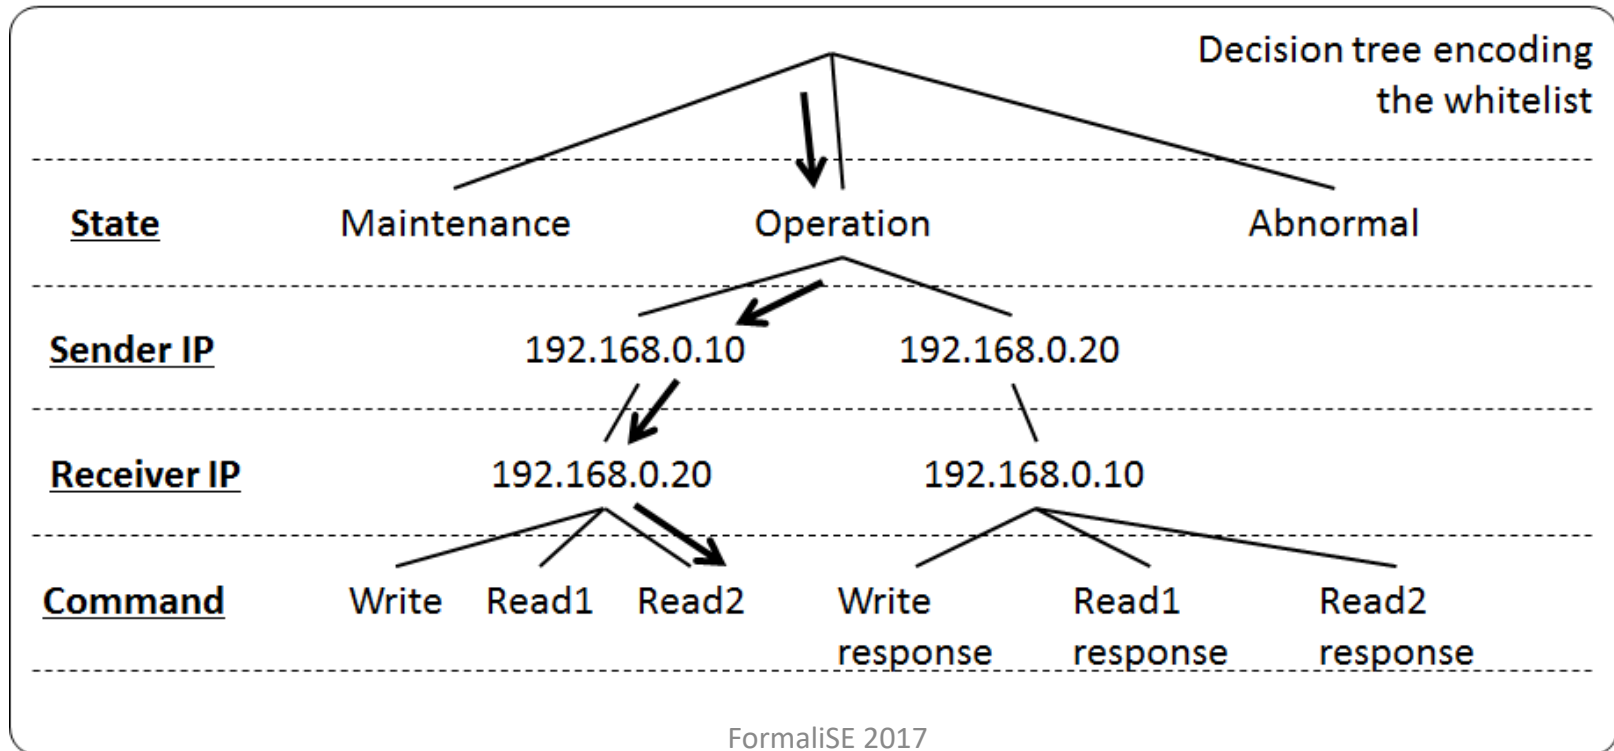 Decision tree encoding
the whitelist
State
Maintenance
Operation
Abnormal
Sender IP
192.168.0.10
192.168.0.20
Receiver IP
192.168.0.20
192.168.0.10
Command
Write
Read1
Read2
Write
response
Read1
response
Read2
response
FormaliSE 2017